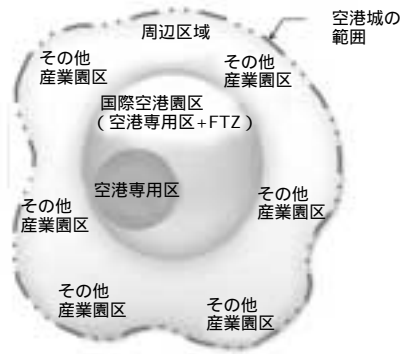 周辺区域
空港城の
範囲
その他
産業園区
その他
産業園区
国際空港園区
(空港専用区+FTZ)
空港専用区
その他
産業園区
その他
産業園区
その他
産業園区
その他
産業園区